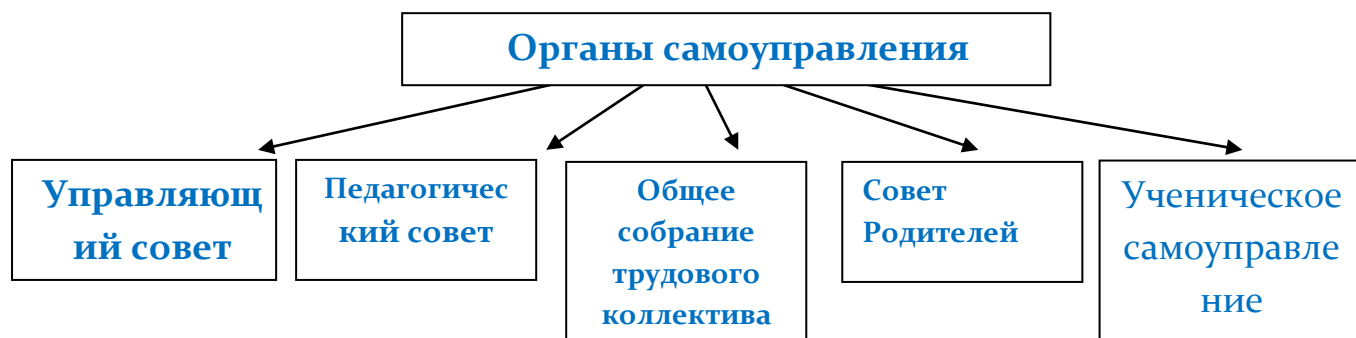 Органы самоуправления
Управляющ
ий совет
Педагогичес
кий совет
Общее
собрание
трудового
коллектива
Совет
Родителей
Ученическое
самоуправле
ние